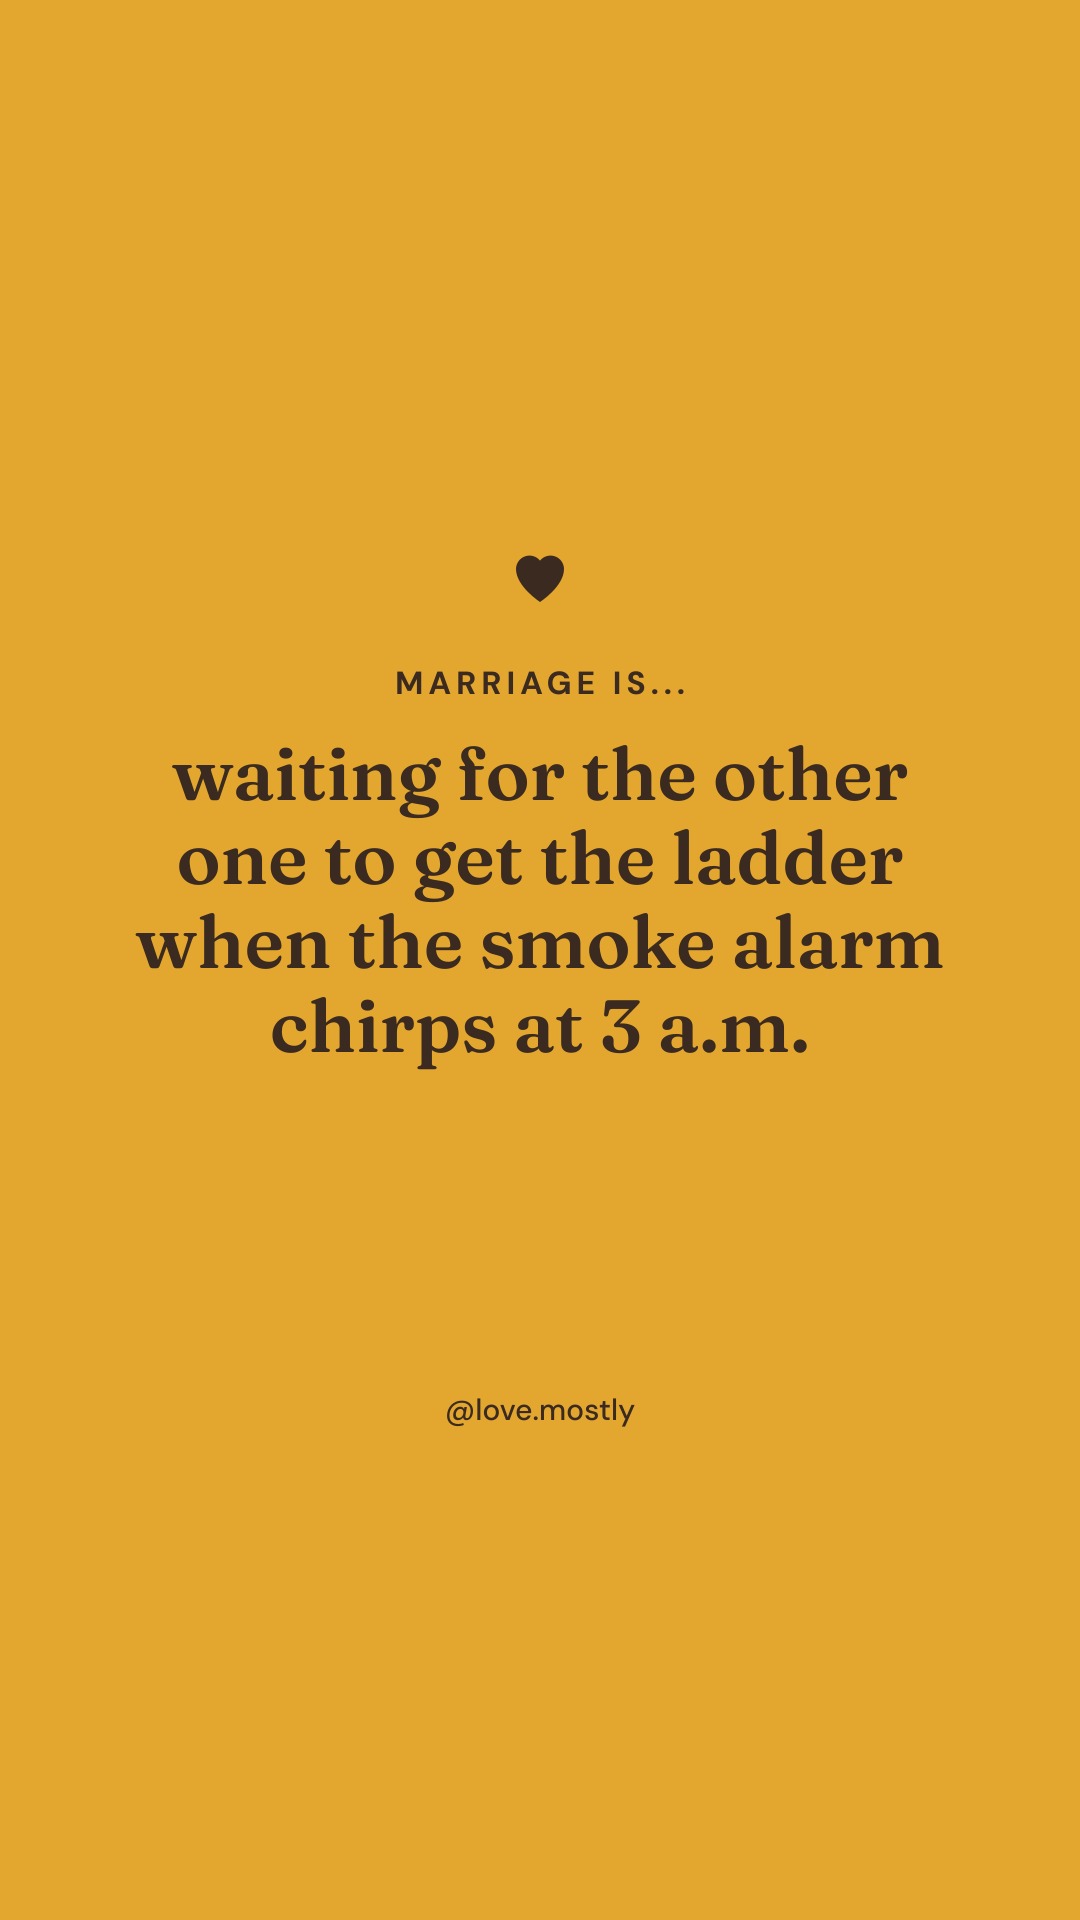 MARRIAGE IS...
waiting for the other
one to get the ladder
when the smoke alarm
chirps at 3 a.m.
@love.mostly